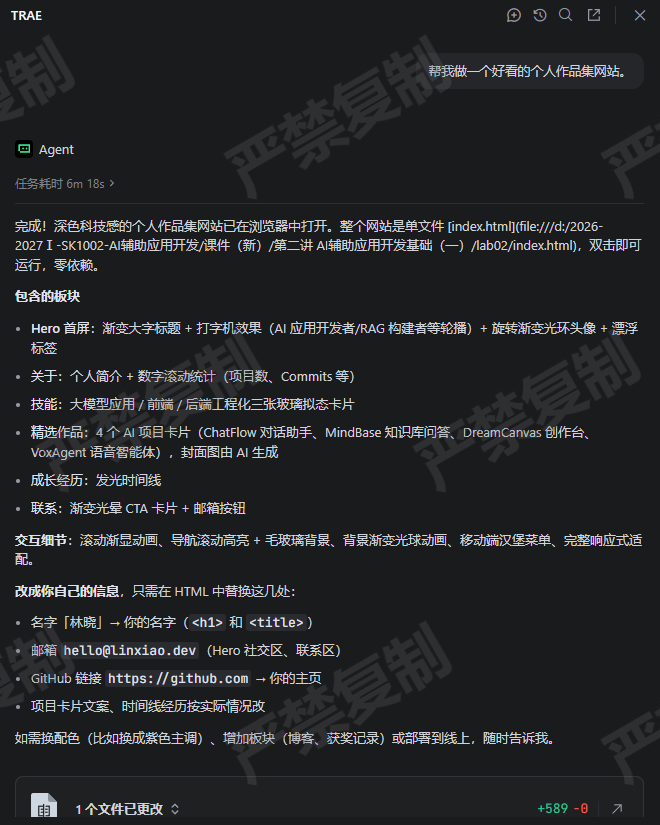 TRAE
帮我做一个好看的个人作品集网站。
Agent
任务耗时 6m 18s >
完成！深色科技感的个人作品集网站已在浏览器中打开。整个网站是单文件 [index.html](file:///d:/2026-
2027Ⅰ-SK1002-AI辅助应用开发/课件（新）/第二讲 AI辅助应用开发基础（一）/lab02/index.html)，双击即可
运行，零依赖。
包含的板块
• Hero 首屏：渐变大字标题 + 打字机效果（AI 应用开发者/RAG 构建者等轮播）+ 旋转渐变光环头像 + 漂浮
标签
• 关于：个人简介 + 数字滚动统计（项目数、Commits 等）
• 技能：大模型应用 / 前端 / 后端工程化三张玻璃拟态卡片
• 精选作品：4 个 AI 项目卡片（ChatFlow 对话助手、MindBase 知识库问答、DreamCanvas 创作台、
VoxAgent 语音智能体），封面图由 AI 生成
• 成长经历：发光时间线
• 联系：渐变光晕 CTA 卡片 + 邮箱按钮
交互细节：滚动渐显动画、导航滚动高亮 + 毛玻璃背景、背景渐变光球动画、移动端汉堡菜单、完整响应式适
配。
改成你自己的信息，只需在 HTML 中替换这几处：
• 名字「林晓」→ 你的名字（<h1> 和 <title>）
• 邮箱 hello@linxiao.dev（Hero 社交区、联系区）
• GitHub 链接 https://github.com → 你的主页
• 项目卡片文案、时间线经历按实际情况改
如需换配色（比如换成紫色主调）、增加板块（博客、获奖记录）或部署到线上，随时告诉我。
1 个文件已更改
+589 -0
严禁复制
严禁复制
严禁复制
严禁复制